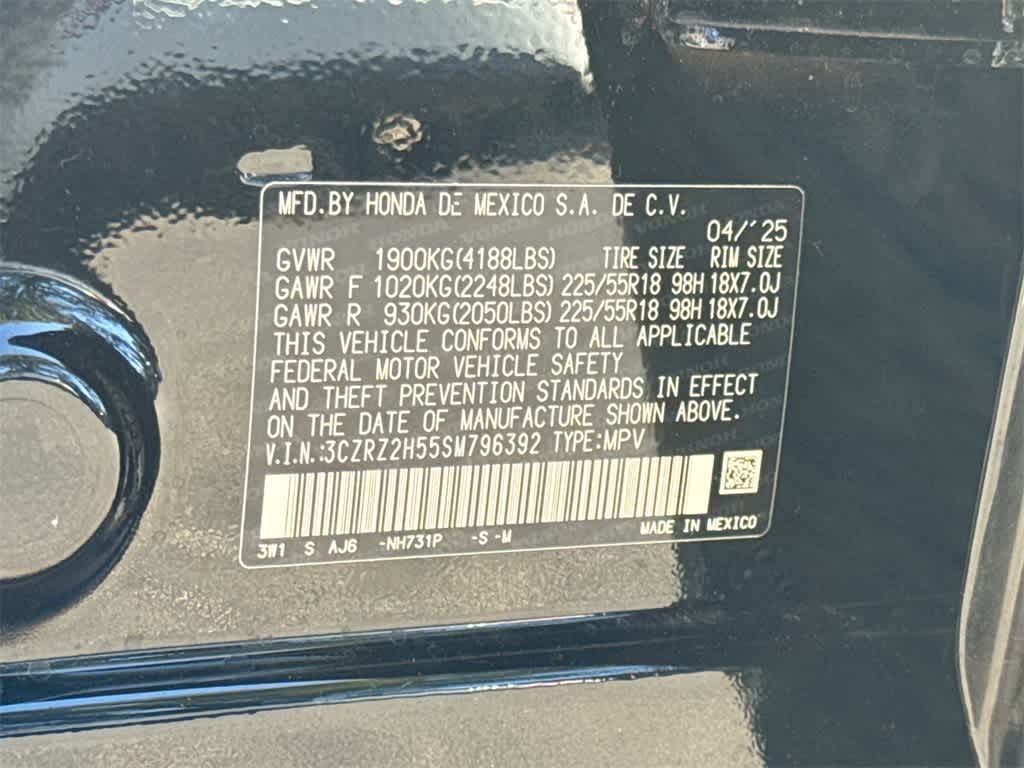 MFD.BY HONDA DE MEXICO S.A. DE C.V.
04/'25
GVWR 1900KG(4188LBS) TIRE SIZE RIM SIZE
GAWR F 1020KG(2248LBS) 225/55R18 98H 18X7.0J
GAWR R 930KG(2050LBS) 225/55R18 98H 18X7.0J
THIS VEHICLE CONFORMS TO ALL APPLICABLE
FEDERAL MOTOR VEHICLE SAFETY
AND THEFT PREVENTION STANDARDS IN EFFECT
ON THE DATE OF MANUFACTURE SHOWN ABOVE.
V.I.N.:3CZRZ2H55SM796392 TYPE:MPV
MADE IN MEXICO
3W1 S AJ6 -NH731P -S -M